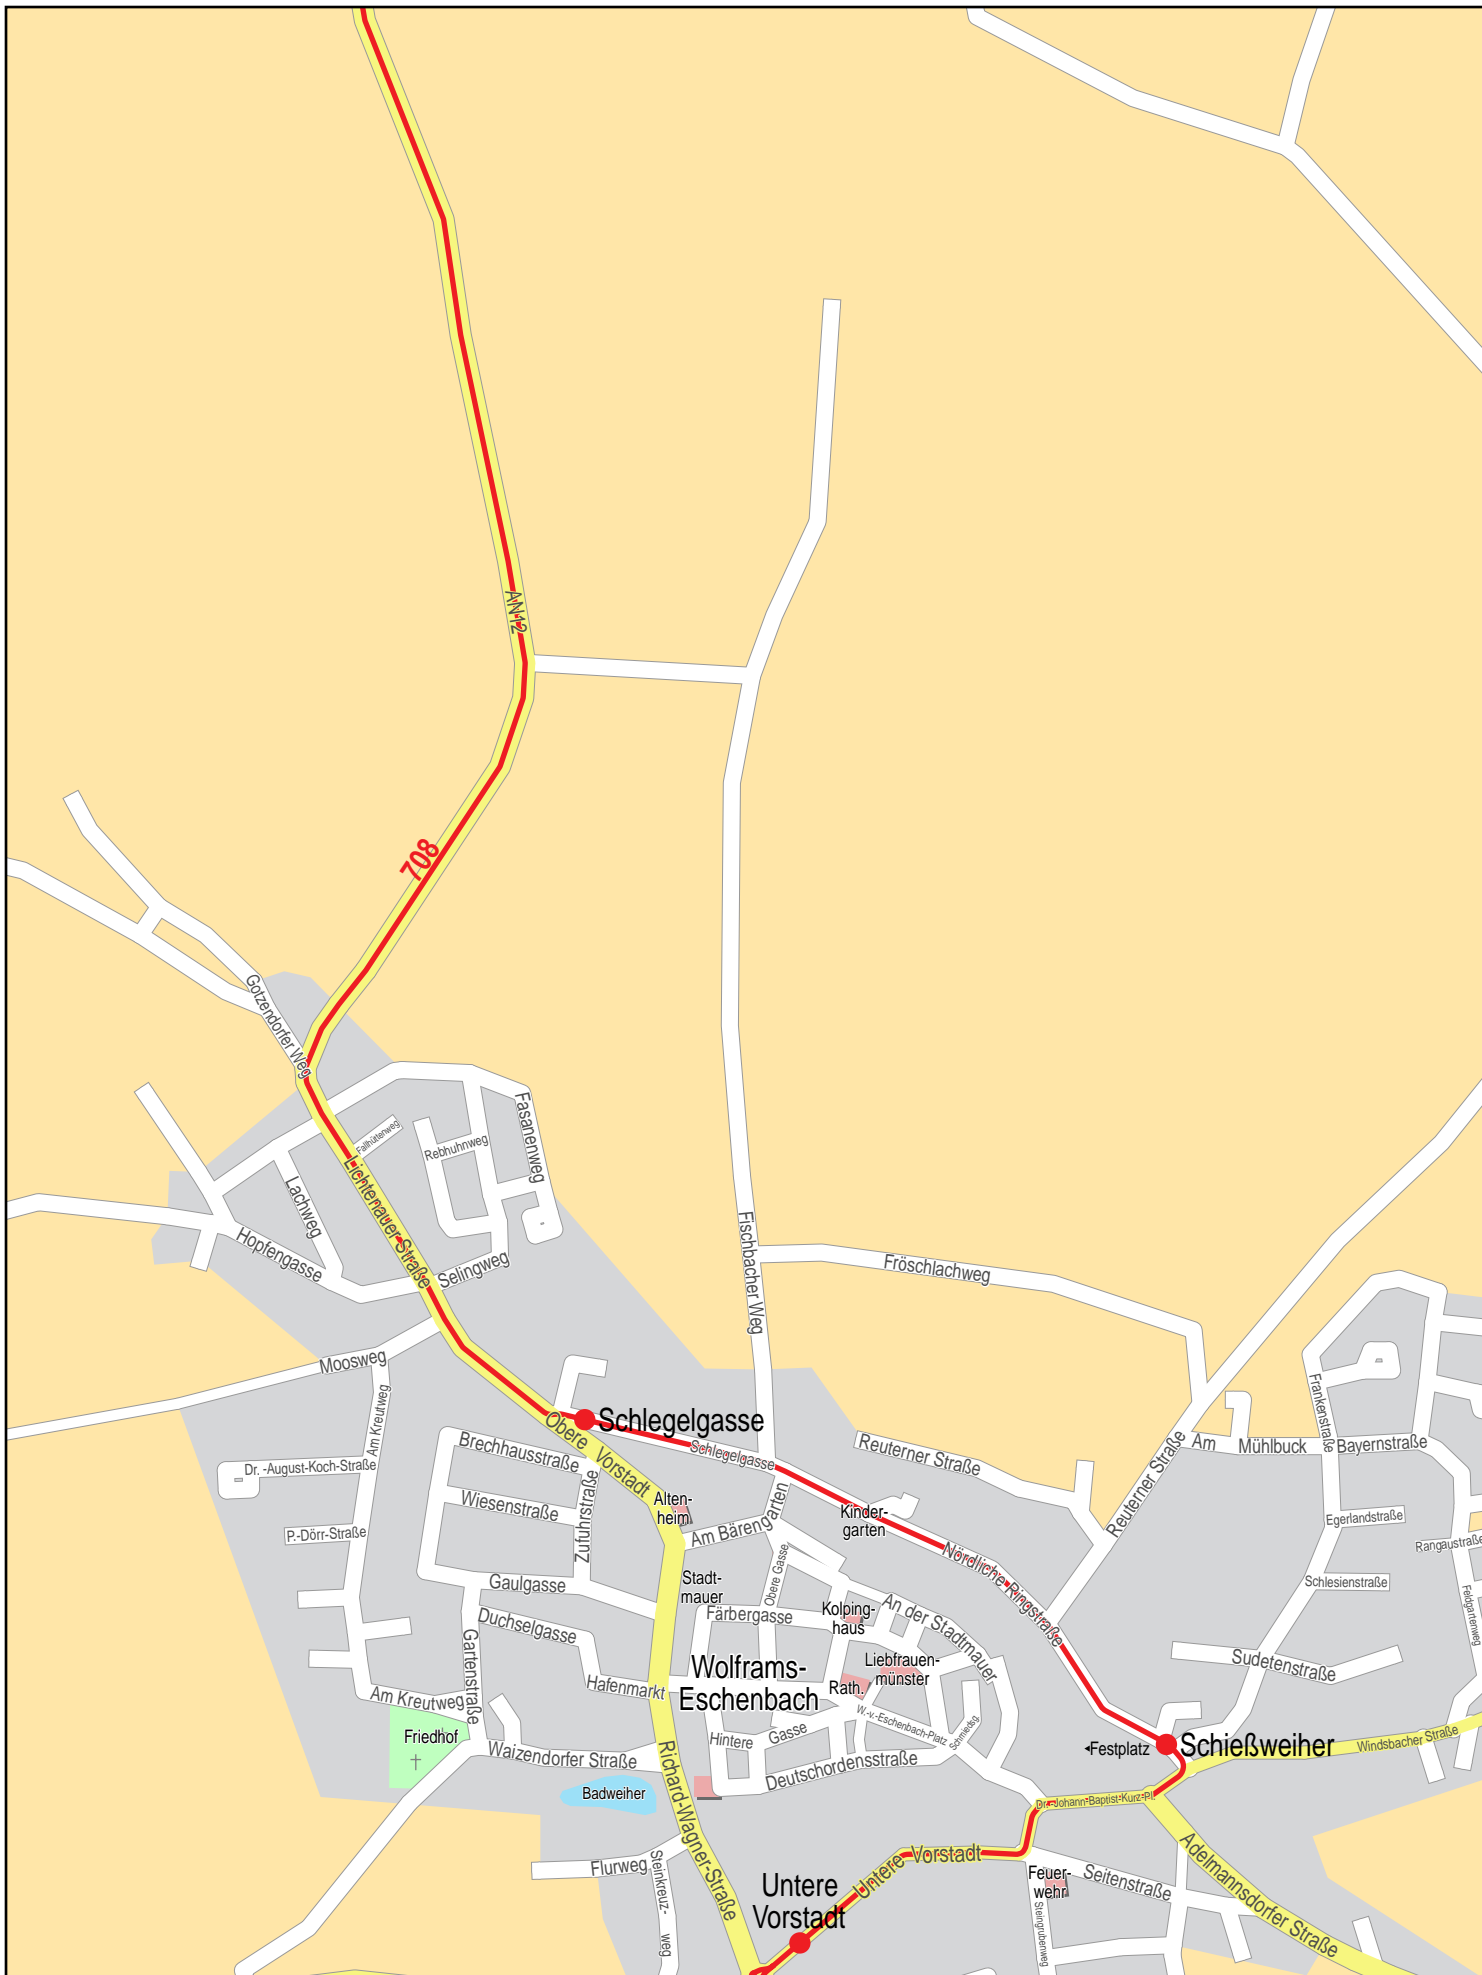 AN12
708
Gotzendorfer Weg
Fasanenweg
Fallhüttenweg
Rebhuhnweg
Lachweg
Lichtenauer Straße
Hopfengasse
Selingweg
Fischbacher Weg
Fröschlachweg
Moosweg
Am Kreutweg
Frankenstraße
Schlegelgasse
Obere Vorstadt
Schlegelgasse
Reuterner Straße
Reuterner Straße
Am Mühlbuck
Bayernstraße
Brechhausstraße
Dr. -August-Koch-Straße
Wiesenstraße
Zufuhrstraße
Alten-
heim
Am Bärengarten
Kinder-
garten
Egerlandstraße
P.-Dörr-Straße
Rangaustraße
Nördliche Ringstraße
Obere Gasse
Gaulgasse
Stadt-
mauer
Schlesienstraße
Feldgartenweg
Duchselgasse
Färbergasse
Kolping-
haus
An der Stadtmauer
Gartenstraße
Liebfrauen-
münster
Sudetenstraße
Wolframs-
Eschenbach
Hafenmarkt
Rath.
Am Kreutweg
W.-v.-Eschenbach-Platz
Schmiedsg.
Friedhof
Hintere Gasse
Waizendorfer Straße
Deutschordensstraße
Festplatz
Schießweiher
Windsbacher Straße
Badweiher
Richard-Wagner-Straße
Dr.-Johann-Baptist-Kurz-Pl.
Adelmannsdorfer Straße
Untere Vorstadt
Flurweg
Steinkreuz-
weg
Feuer-
wehr
Seitenstraße
Steingrubenweg
Untere
Vorstadt